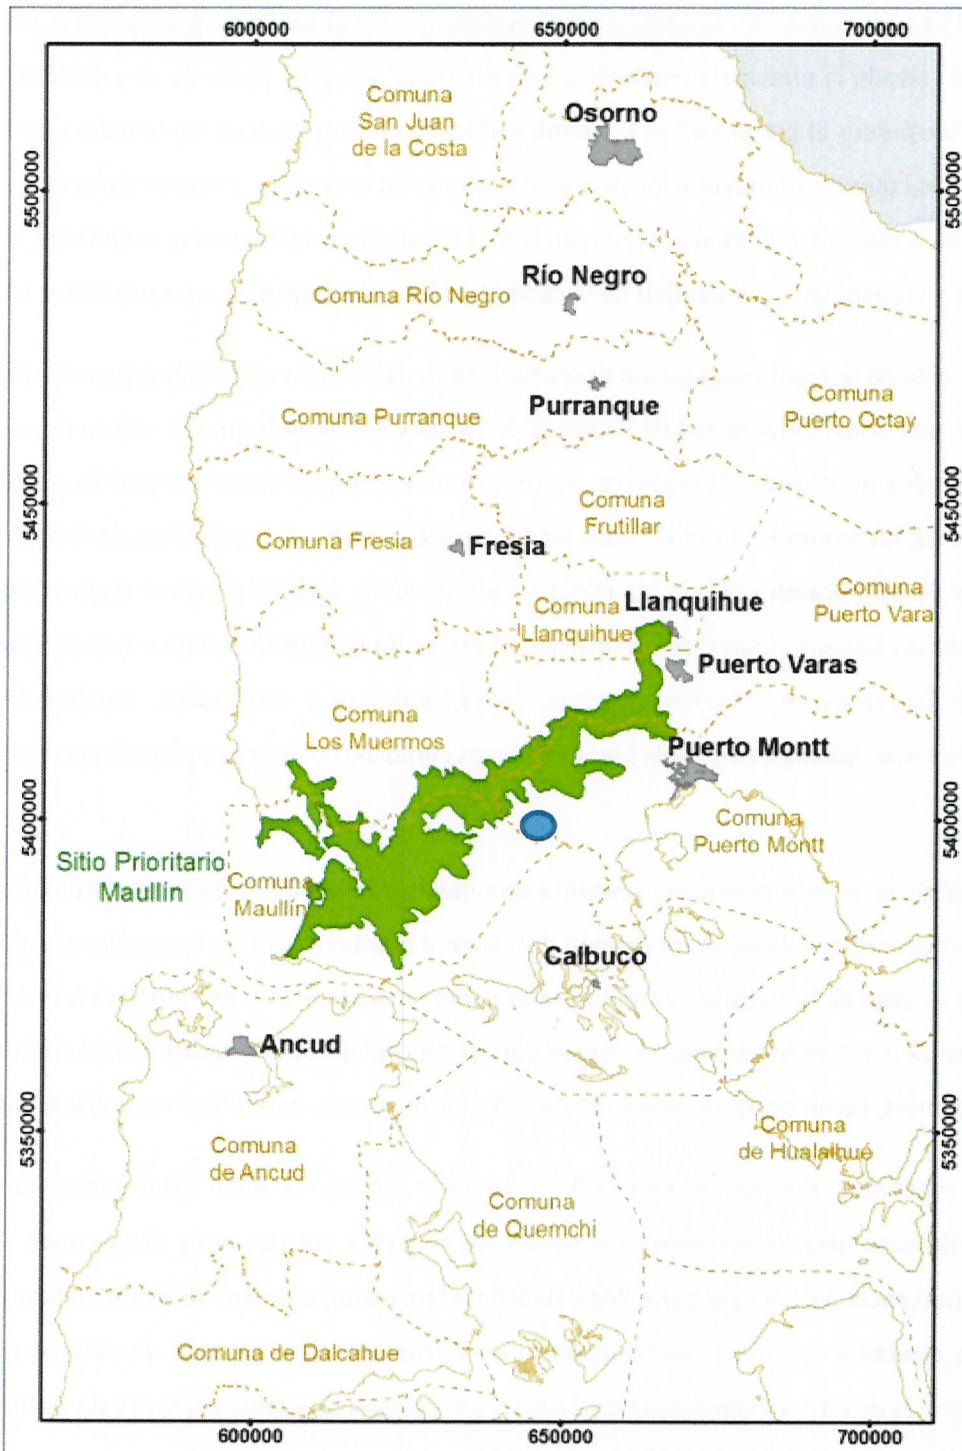 600000 650000 700000
Comuna
San Juan
de la Costa
Osorno
5500000 5500000
Río Negro
Comuna Río Negro
Purranque
Comuna Purranque
Comuna
Puerto Octay
5450000 5450000
Comuna
Frutillar
Comuna Fresia
Fresia
Comuna
Puerto Vara
Llanquihue
Comuna
Llanquihue
Puerto Varas
Comuna
Los Muermos
Puerto Montt
5400000 5400000
Comuna
Puerto Montt
Sitio Prioritario
Maullín
Comuna
Maullín
Calbuco
Ancud
5350000 5350000
Comuna
de Ancud
Comuna
de Hualaihué
Comuna
de Quemchi
Comuna de Dalcahue
600000 650000 700000